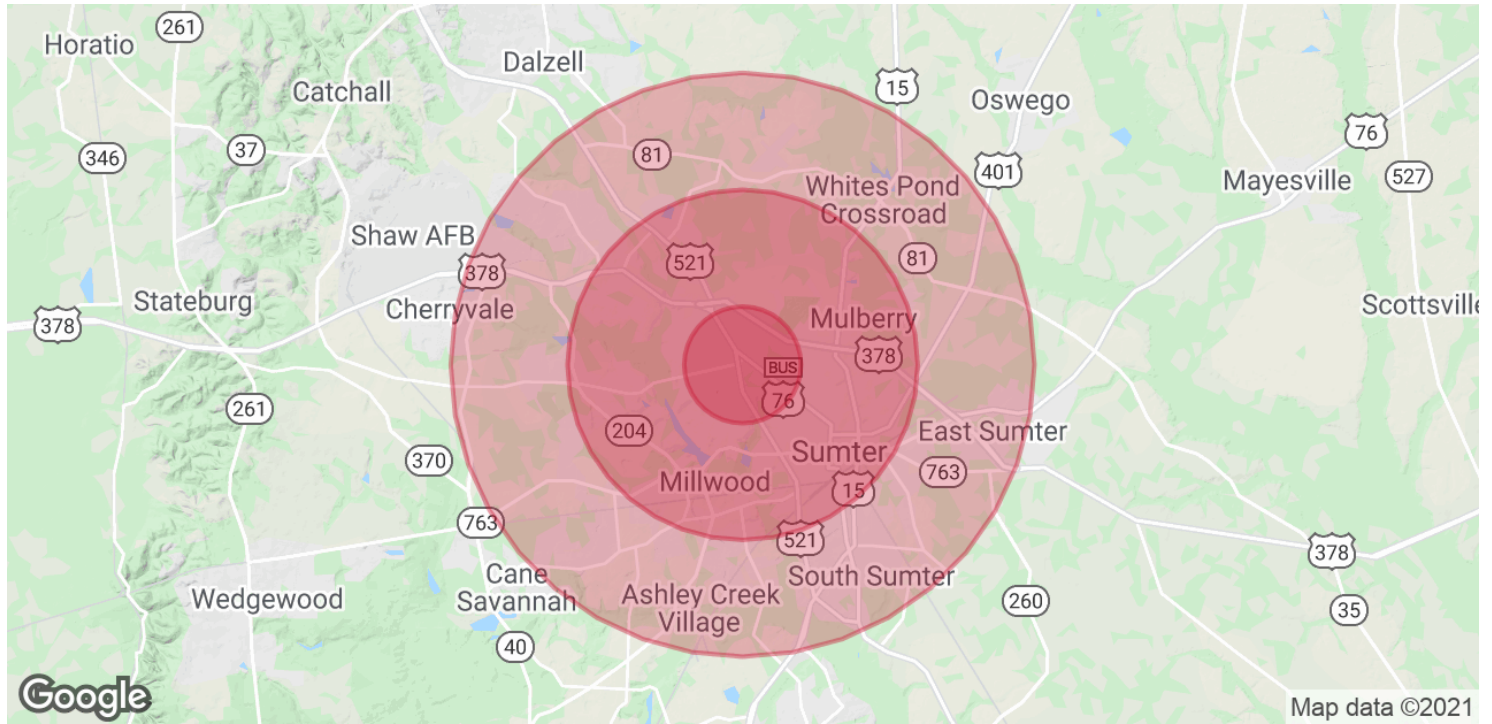 261
Horatio
Dalzell
15
Catchall
Oswego
76
346
37
81
401
527
Mayesville
Whites Pond
Crossroad
Shaw AFB
521
81
378
Stateburg
Cherryvale
Mulberry
Scottsville
378
378
BUS
76
261
204
East Sumter
Sumter
370
763
Millwood
15
763
521
378
Cane
Savannah
South Sumter
Wedgewood
Ashley Creek
Village
260
35
40
Google
Map data ©2021